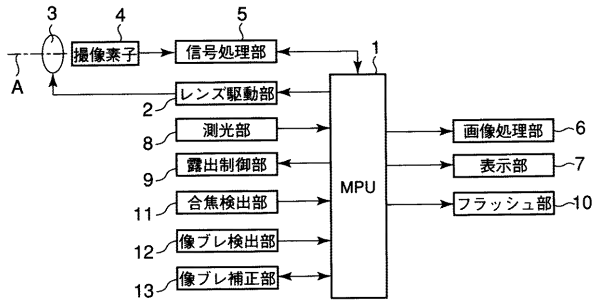 3
4
5
撮像素子
信号処理部
1
A
2
レンズ駆動部
8
測光部
9
露出制御部
11
合焦検出部
12
像ブレ検出部
13
像ブレ補正部
MPU
画像処理部
6
表示部
7
フラッシュ部
10